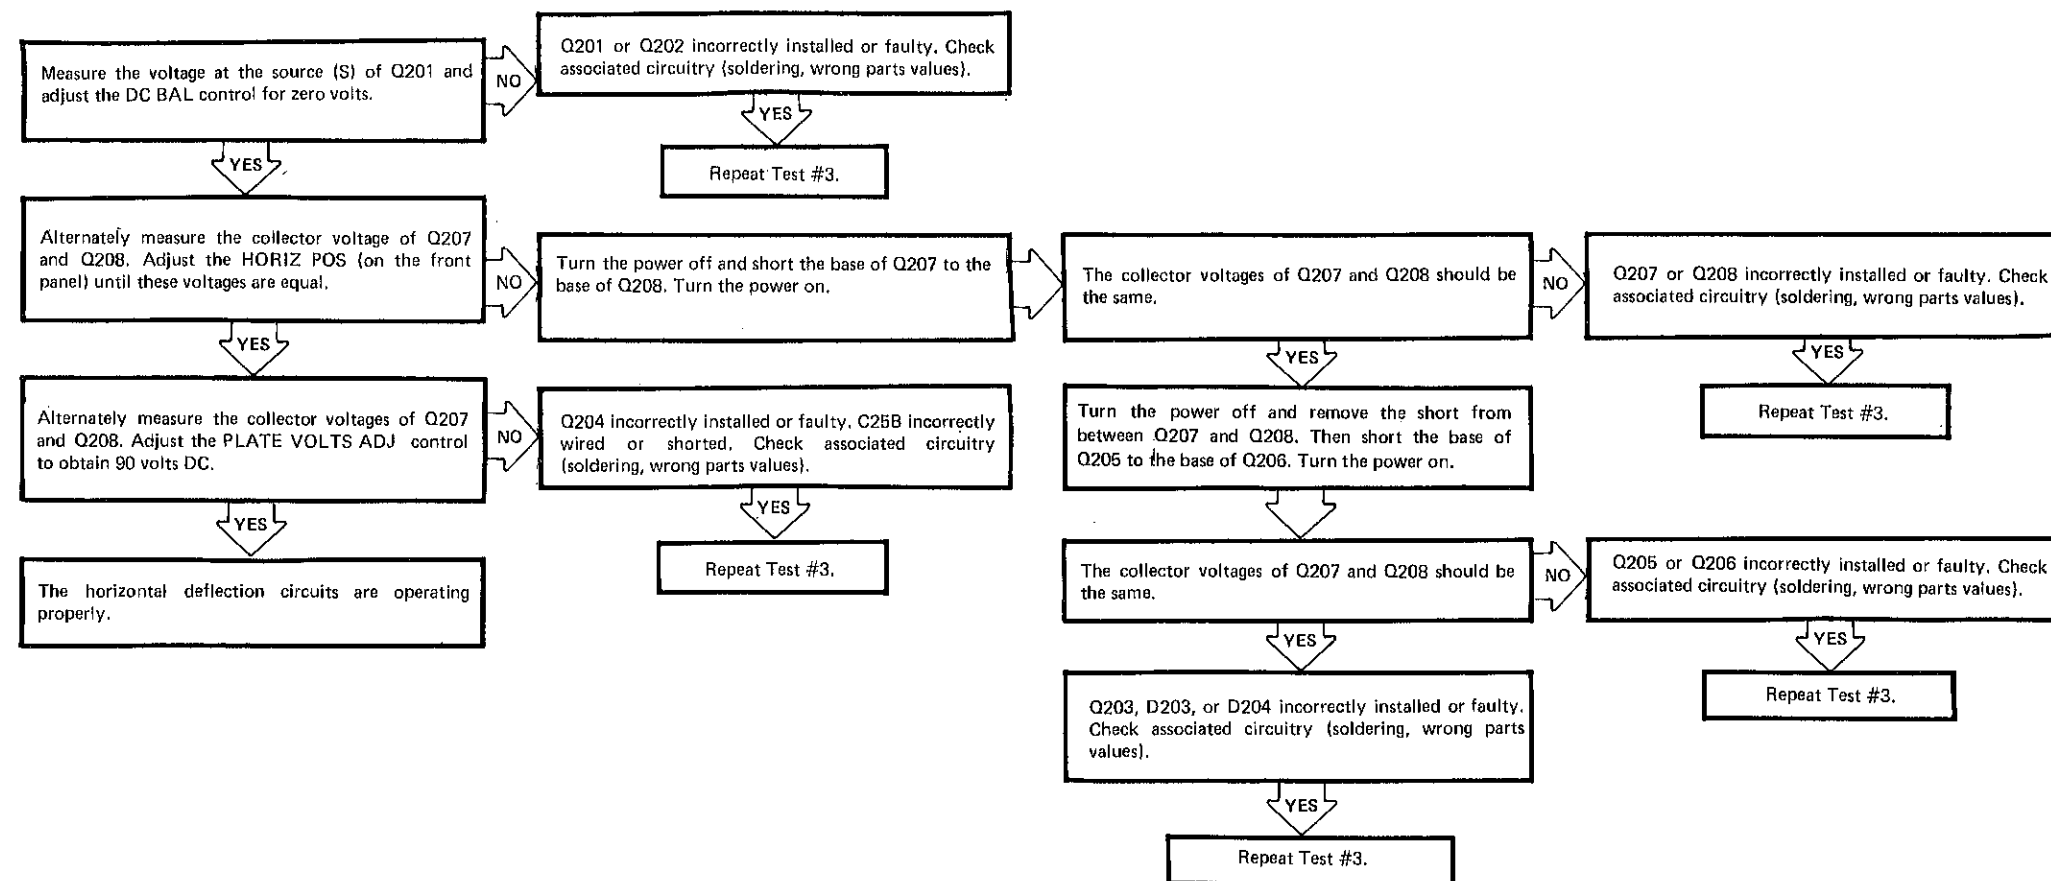 Measure the voltage at the source (S) of Q201 and
adjust the DC BAL control for zero volts.
NO
Q201 or Q202 incorrectly installed or faulty. Check
associated circuitry (soldering, wrong parts values).
YES
Repeat Test #3.
YES
Alternately measure the collector voltage of Q207
and Q208. Adjust the HORIZ POS (on the front
panel) until these voltages are equal.
NO
Turn the power off and short the base of Q207 to the
base of Q208. Turn the power on.
The collector voltages of Q207 and Q208 should be
the same.
NO
Q207 or Q208 incorrectly installed or faulty. Check
associated circuitry (soldering, wrong parts values).
YES
Repeat Test #3.
YES
Turn the power off and remove the short from
between Q207 and Q208. Then short the base of
Q205 to the base of Q206. Turn the power on.
The collector voltages of Q207 and Q208 should be
the same.
NO
Q205 or Q206 incorrectly installed or faulty. Check
associated circuitry (soldering, wrong parts values).
YES
Repeat Test #3.
YES
Q203, D203, or D204 incorrectly installed or faulty.
Check associated circuitry (soldering, wrong parts
values).
YES
Repeat Test #3.
YES
Alternately measure the collector voltages of Q207
and Q208. Adjust the PLATE VOLTS ADJ control
to obtain 90 volts DC.
NO
Q204 incorrectly installed or faulty. C25B incorrectly
wired or shorted. Check associated circuitry
(soldering, wrong parts values).
YES
Repeat Test #3.
YES
The horizontal deflection circuits are operating
properly.